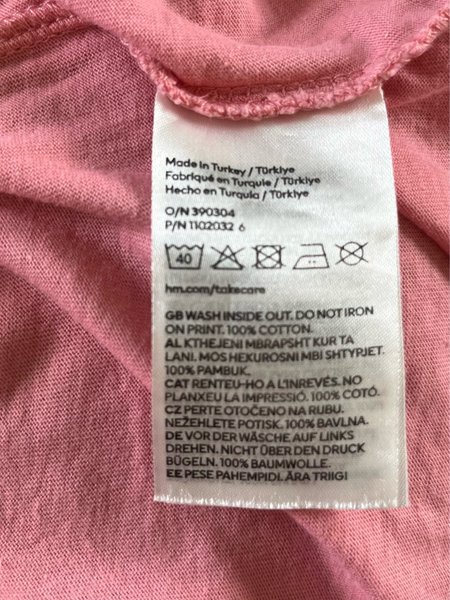 Made in Turkey / Türkiye
Fabriqué en Turquie / Türkiye
Hecho en Turquía / Türkiye
O/N 390304
P/N 1102032 6
40
hm.com/takecare
GB WASH INSIDE OUT. DO NOT IRON
ON PRINT. 100% COTTON.
AL KTHEJENI MBRAPSHT KUR TA
LANI. MOS HEKUROSNI MBI SHTYPJET.
100% PAMBUK.
CAT RENTEU-HO A L'INREVÉS. NO
PLANXEU LA IMPRESSIÓ. 100% COTÓ.
CZ PERTE OTOČENO NA RUBU.
NEŽEHLETE POTISK. 100% BAVLNA.
DE VOR DER WÄSCHE AUF LINKS
DREHEN. NICHT ÜBER DEN DRUCK
BÜGELN. 100% BAUMWOLLE.
EE PESE PAHEMPIDI. ÄRA TRIIGI